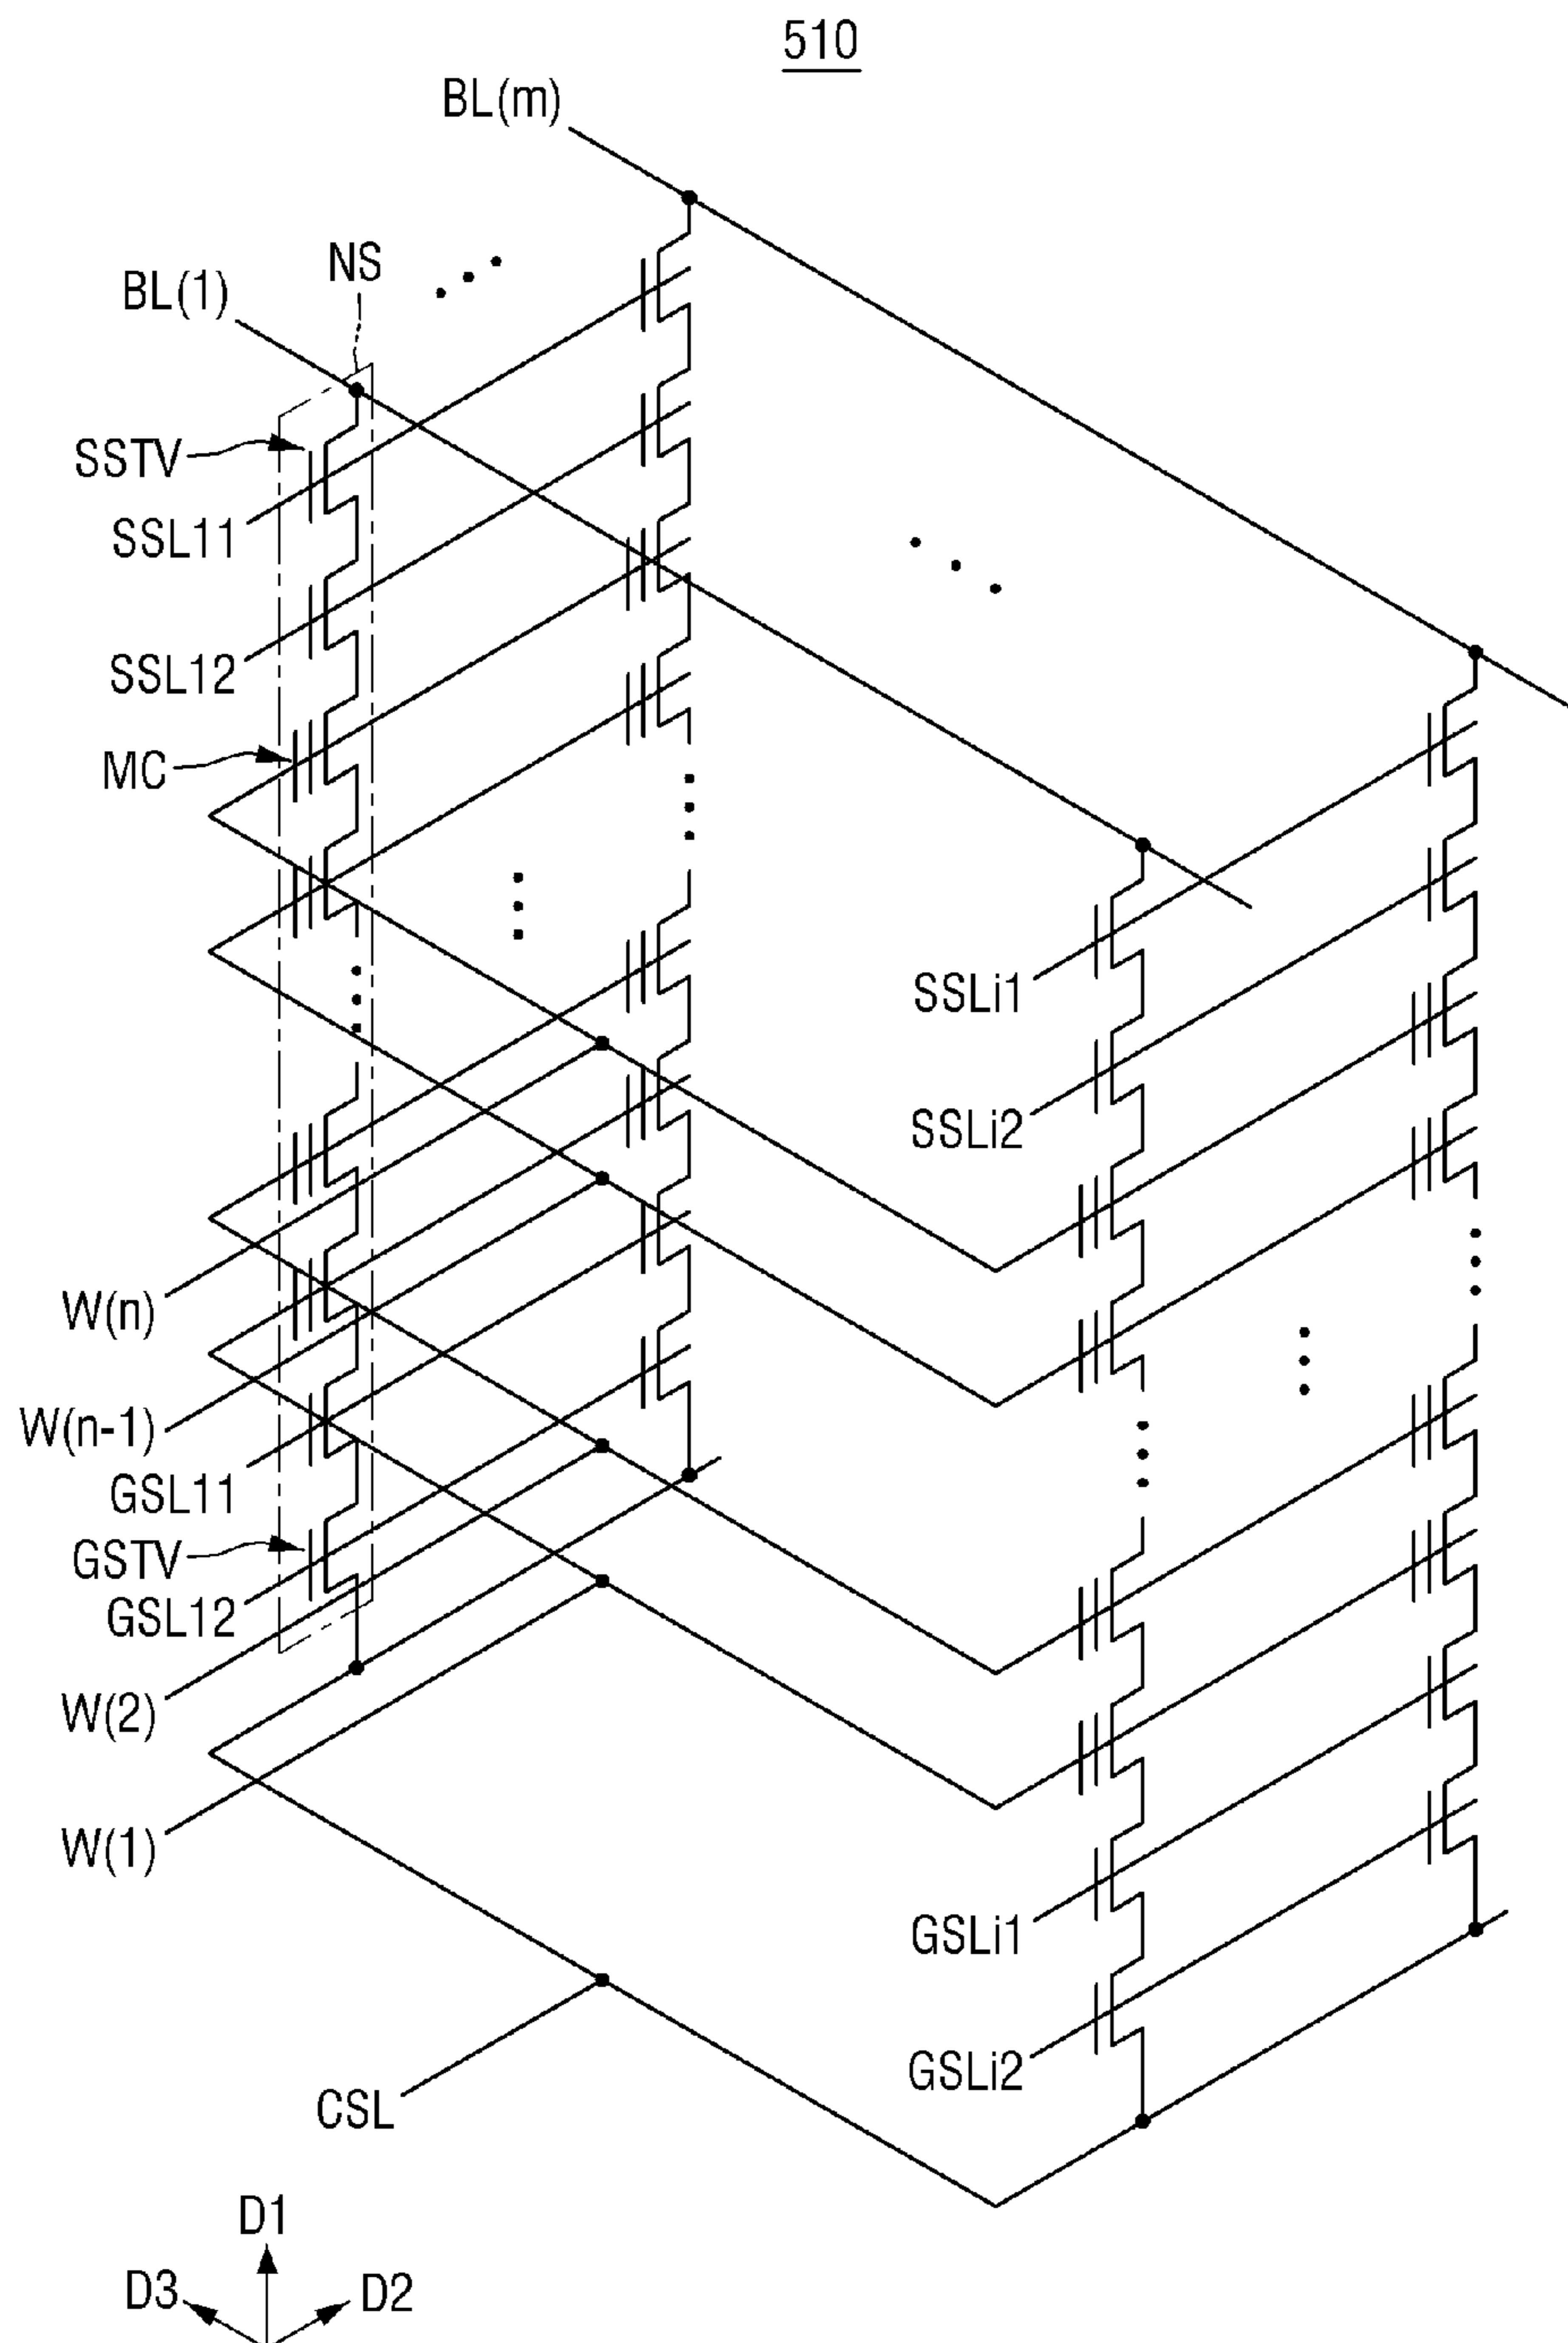 510
BL(m)
NS
BL(1)
SSTV
SSL11
SSL12
MC
SSLi1
SSLi2
W(n)
W(n-1)
GSL11
GSTV
GSL12
W(2)
W(1)
GSLi1
GSLi2
CSL
D1
D3
D2